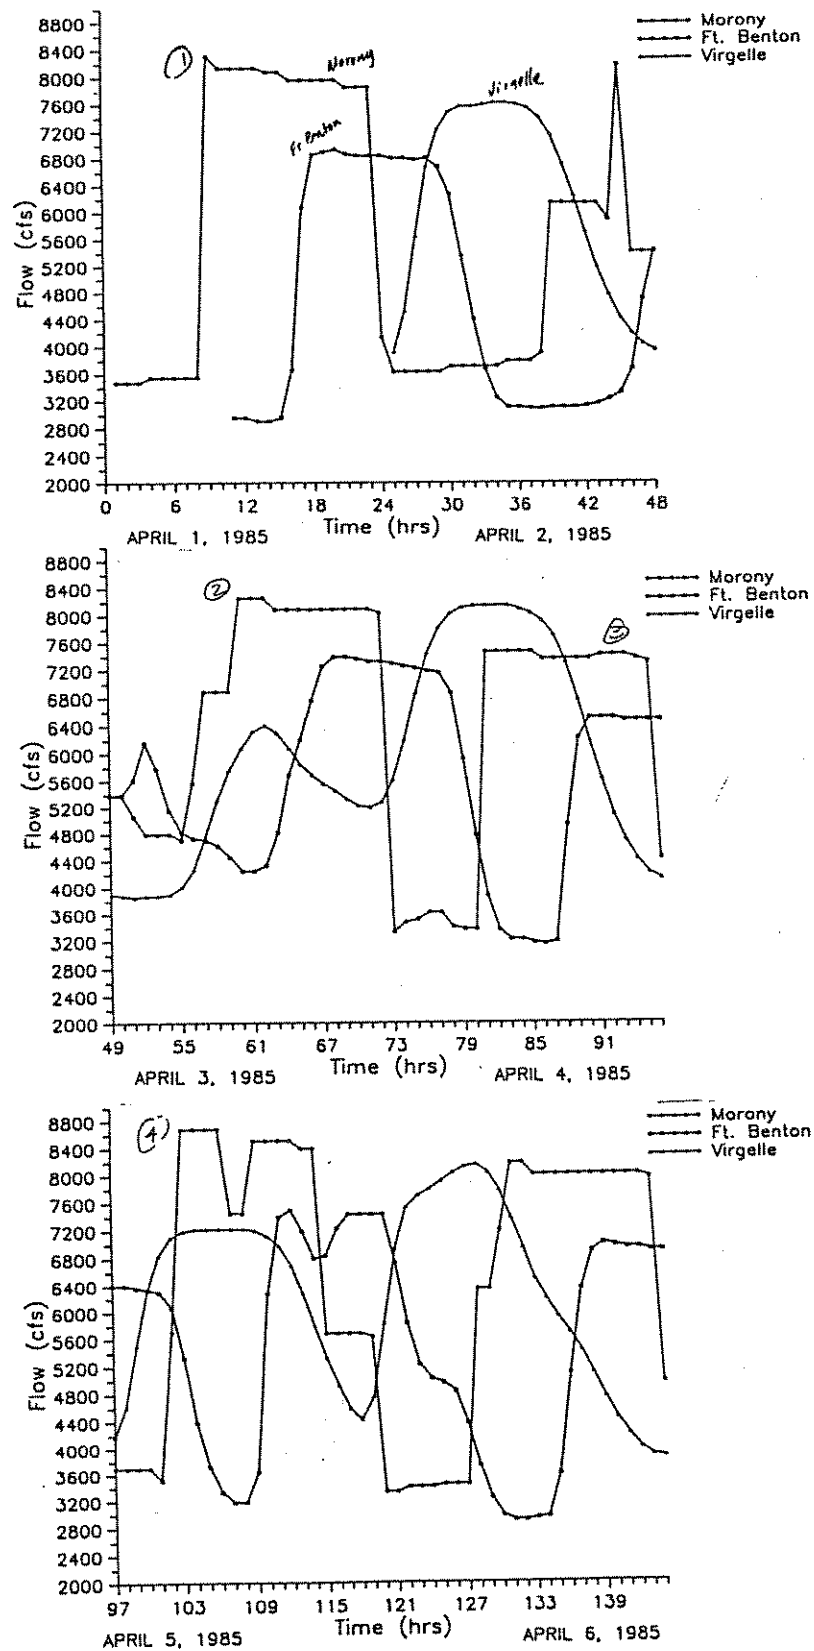 8800
8400
8000
7600
7200
6800
6400
6000
5600
5200
4800
4400
4000
3600
3200
2800
2400
2000
Flow (cfs)
1
Morony
Ft Benton
Virgelle
Morony
Ft. Benton
Virgelle
0 6 12 18 24 30 36 42 48
Time (hrs)
APRIL 1, 1985 APRIL 2, 1985
8800
8400
8000
7600
7200
6800
6400
6000
5600
5200
4800
4400
4000
3600
3200
2800
2400
2000
Flow (cfs)
2
3
Morony
Ft. Benton
Virgelle
49 55 61 67 73 79 85 91
Time (hrs)
APRIL 3, 1985 APRIL 4, 1985
8800
8400
8000
7600
7200
6800
6400
6000
5600
5200
4800
4400
4000
3600
3200
2800
2400
2000
Flow (cfs)
4
Morony
Ft. Benton
Virgelle
97 103 109 115 121 127 133 139
Time (hrs)
APRIL 5, 1985 APRIL 6, 1985